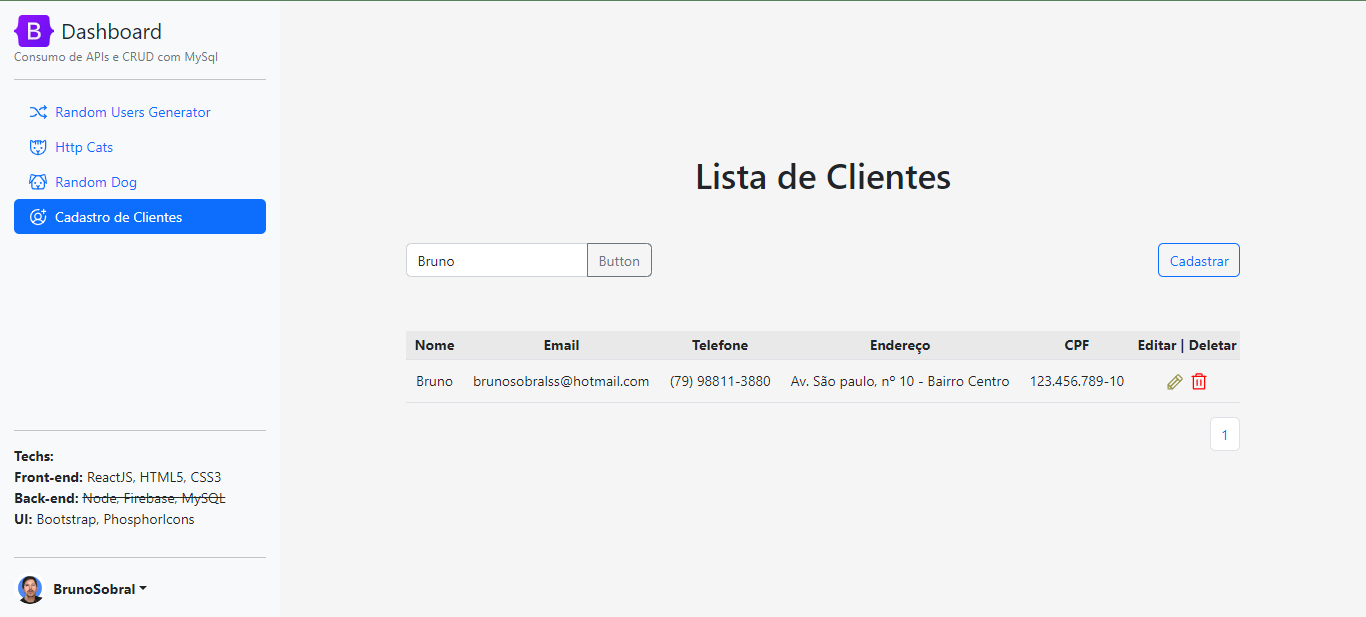 B Dashboard
Consumo de APIs e CRUD com MySql
Random Users Generator
Http Cats
Random Dog
Cadastro de Clientes
Techs:
Front-end: ReactJS, HTML5, CSS3
Back-end: Node, Firebase, MySQL
UI: Bootstrap, PhosphorIcons
BrunoSobral
Lista de Clientes
Bruno Button Cadastrar
Nome Email Telefone Endereço CPF Editar | Deletar
Bruno brunosobralss@hotmail.com (79) 98811-3880 Av. São paulo, nº 10 - Bairro Centro 123.456.789-10
1